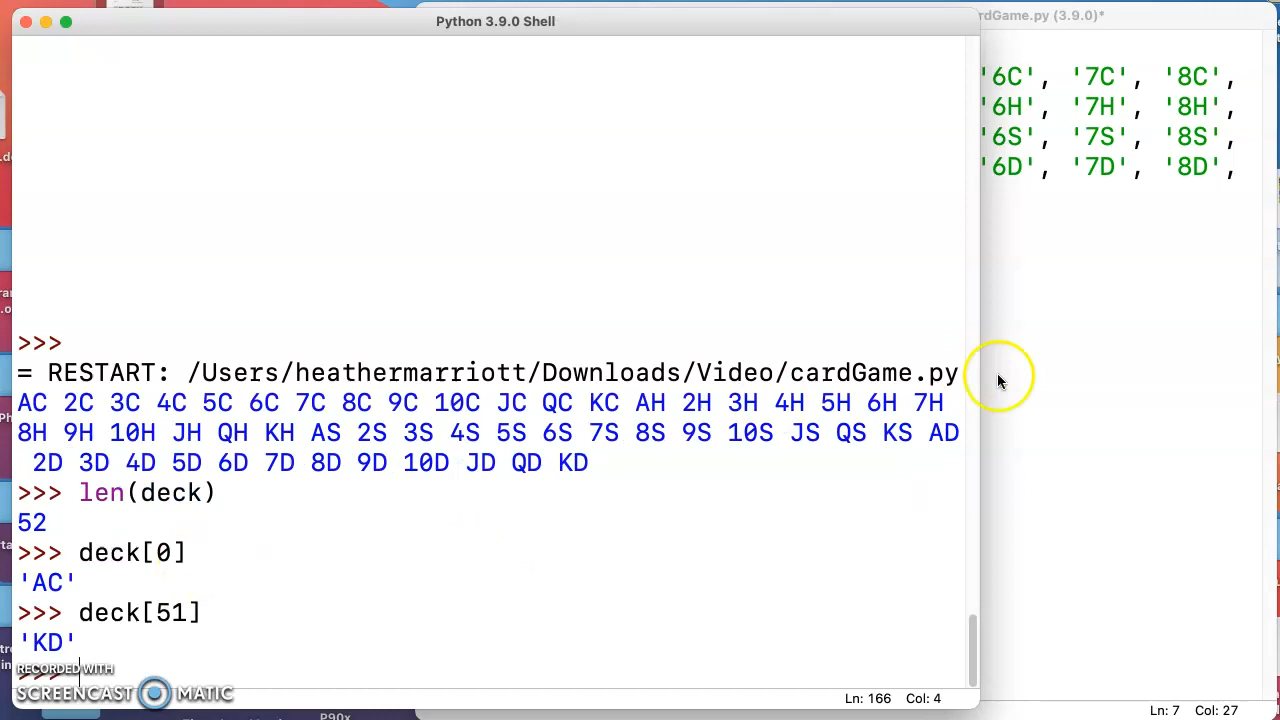 Python 3.9.0 Shell
rdGame.py (3.9.0)*
'6C', '7C', '8C',
'6H', '7H', '8H',
'6S', '7S', '8S',
'6D', '7D', '8D',
>>>
= RESTART: /Users/heathermarriott/Downloads/Video/cardGame.py
AC 2C 3C 4C 5C 6C 7C 8C 9C 10C JC QC KC AH 2H 3H 4H 5H 6H 7H
8H 9H 10H JH QH KH AS 2S 3S 4S 5S 6S 7S 8S 9S 10S JS QS KS AD
2D 3D 4D 5D 6D 7D 8D 9D 10D JD QD KD
>>> len(deck)
52
>>> deck[0]
'AC'
>>> deck[51]
'KD'
>>>
RECORDED WITH
SCREENCAST MATIC
Ln: 166 Col: 4
Ln: 7 Col: 27
P90x